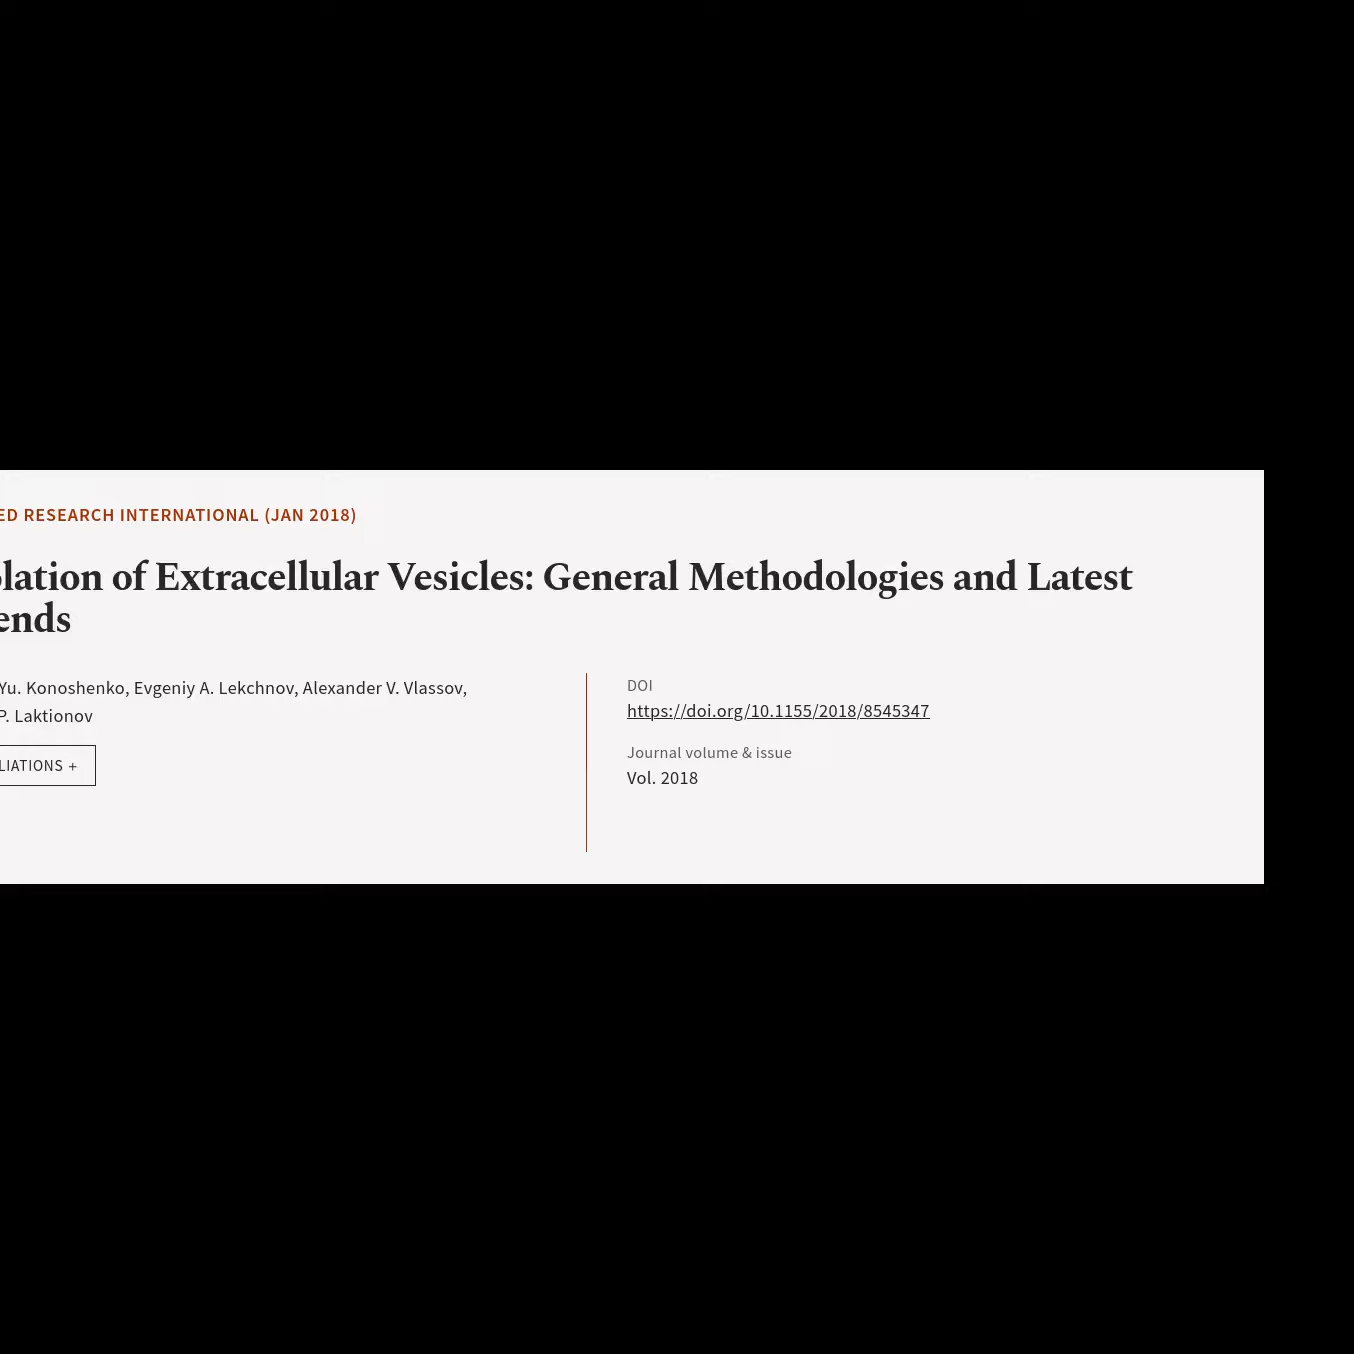 ED RESEARCH INTERNATIONAL (JAN 2018)
lation of Extracellular Vesicles: General Methodologies and Latest
ends
Yu. Konoshenko, Evgeniy A. Lekchnov, Alexander V. Vlassov,
P. Laktionov
LIATIONS +
DOI
https://doi.org/10.1155/2018/8545347
Journal volume & issue
Vol. 2018